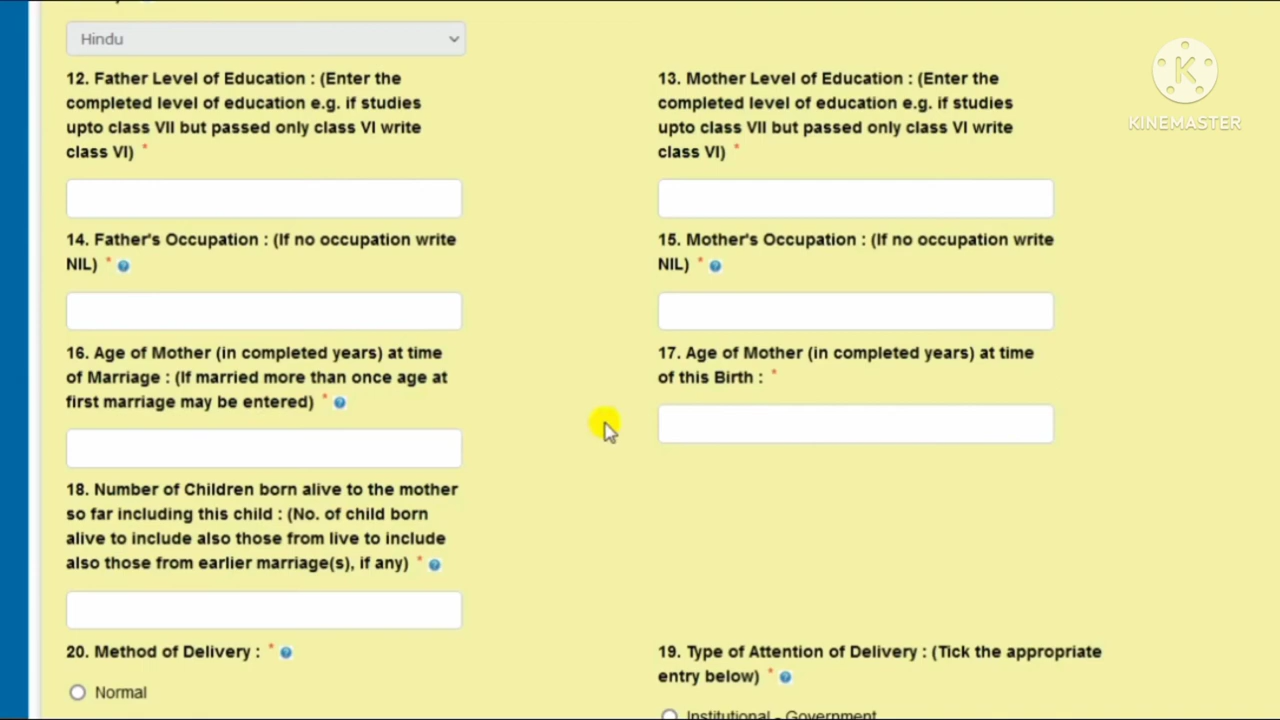 Hindu
12. Father Level of Education : (Enter the
completed level of education e.g. if studies
upto class VII but passed only class VI write
class VI) *
13. Mother Level of Education : (Enter the
completed level of education e.g. if studies
upto class VII but passed only class VI write
class VI) *
KINEMASTER
14. Father's Occupation : (If no occupation write
NIL) *
15. Mother's Occupation : (If no occupation write
NIL) *
16. Age of Mother (in completed years) at time
of Marriage : (If married more than once age at
first marriage may be entered) *
17. Age of Mother (in completed years) at time
of this Birth : *
18. Number of Children born alive to the mother
so far including this child : (No. of child born
alive to include also those from live to include
also those from earlier marriage(s), if any) *
20. Method of Delivery : *
Normal
19. Type of Attention of Delivery : (Tick the appropriate
entry below) *
Institutional - Government